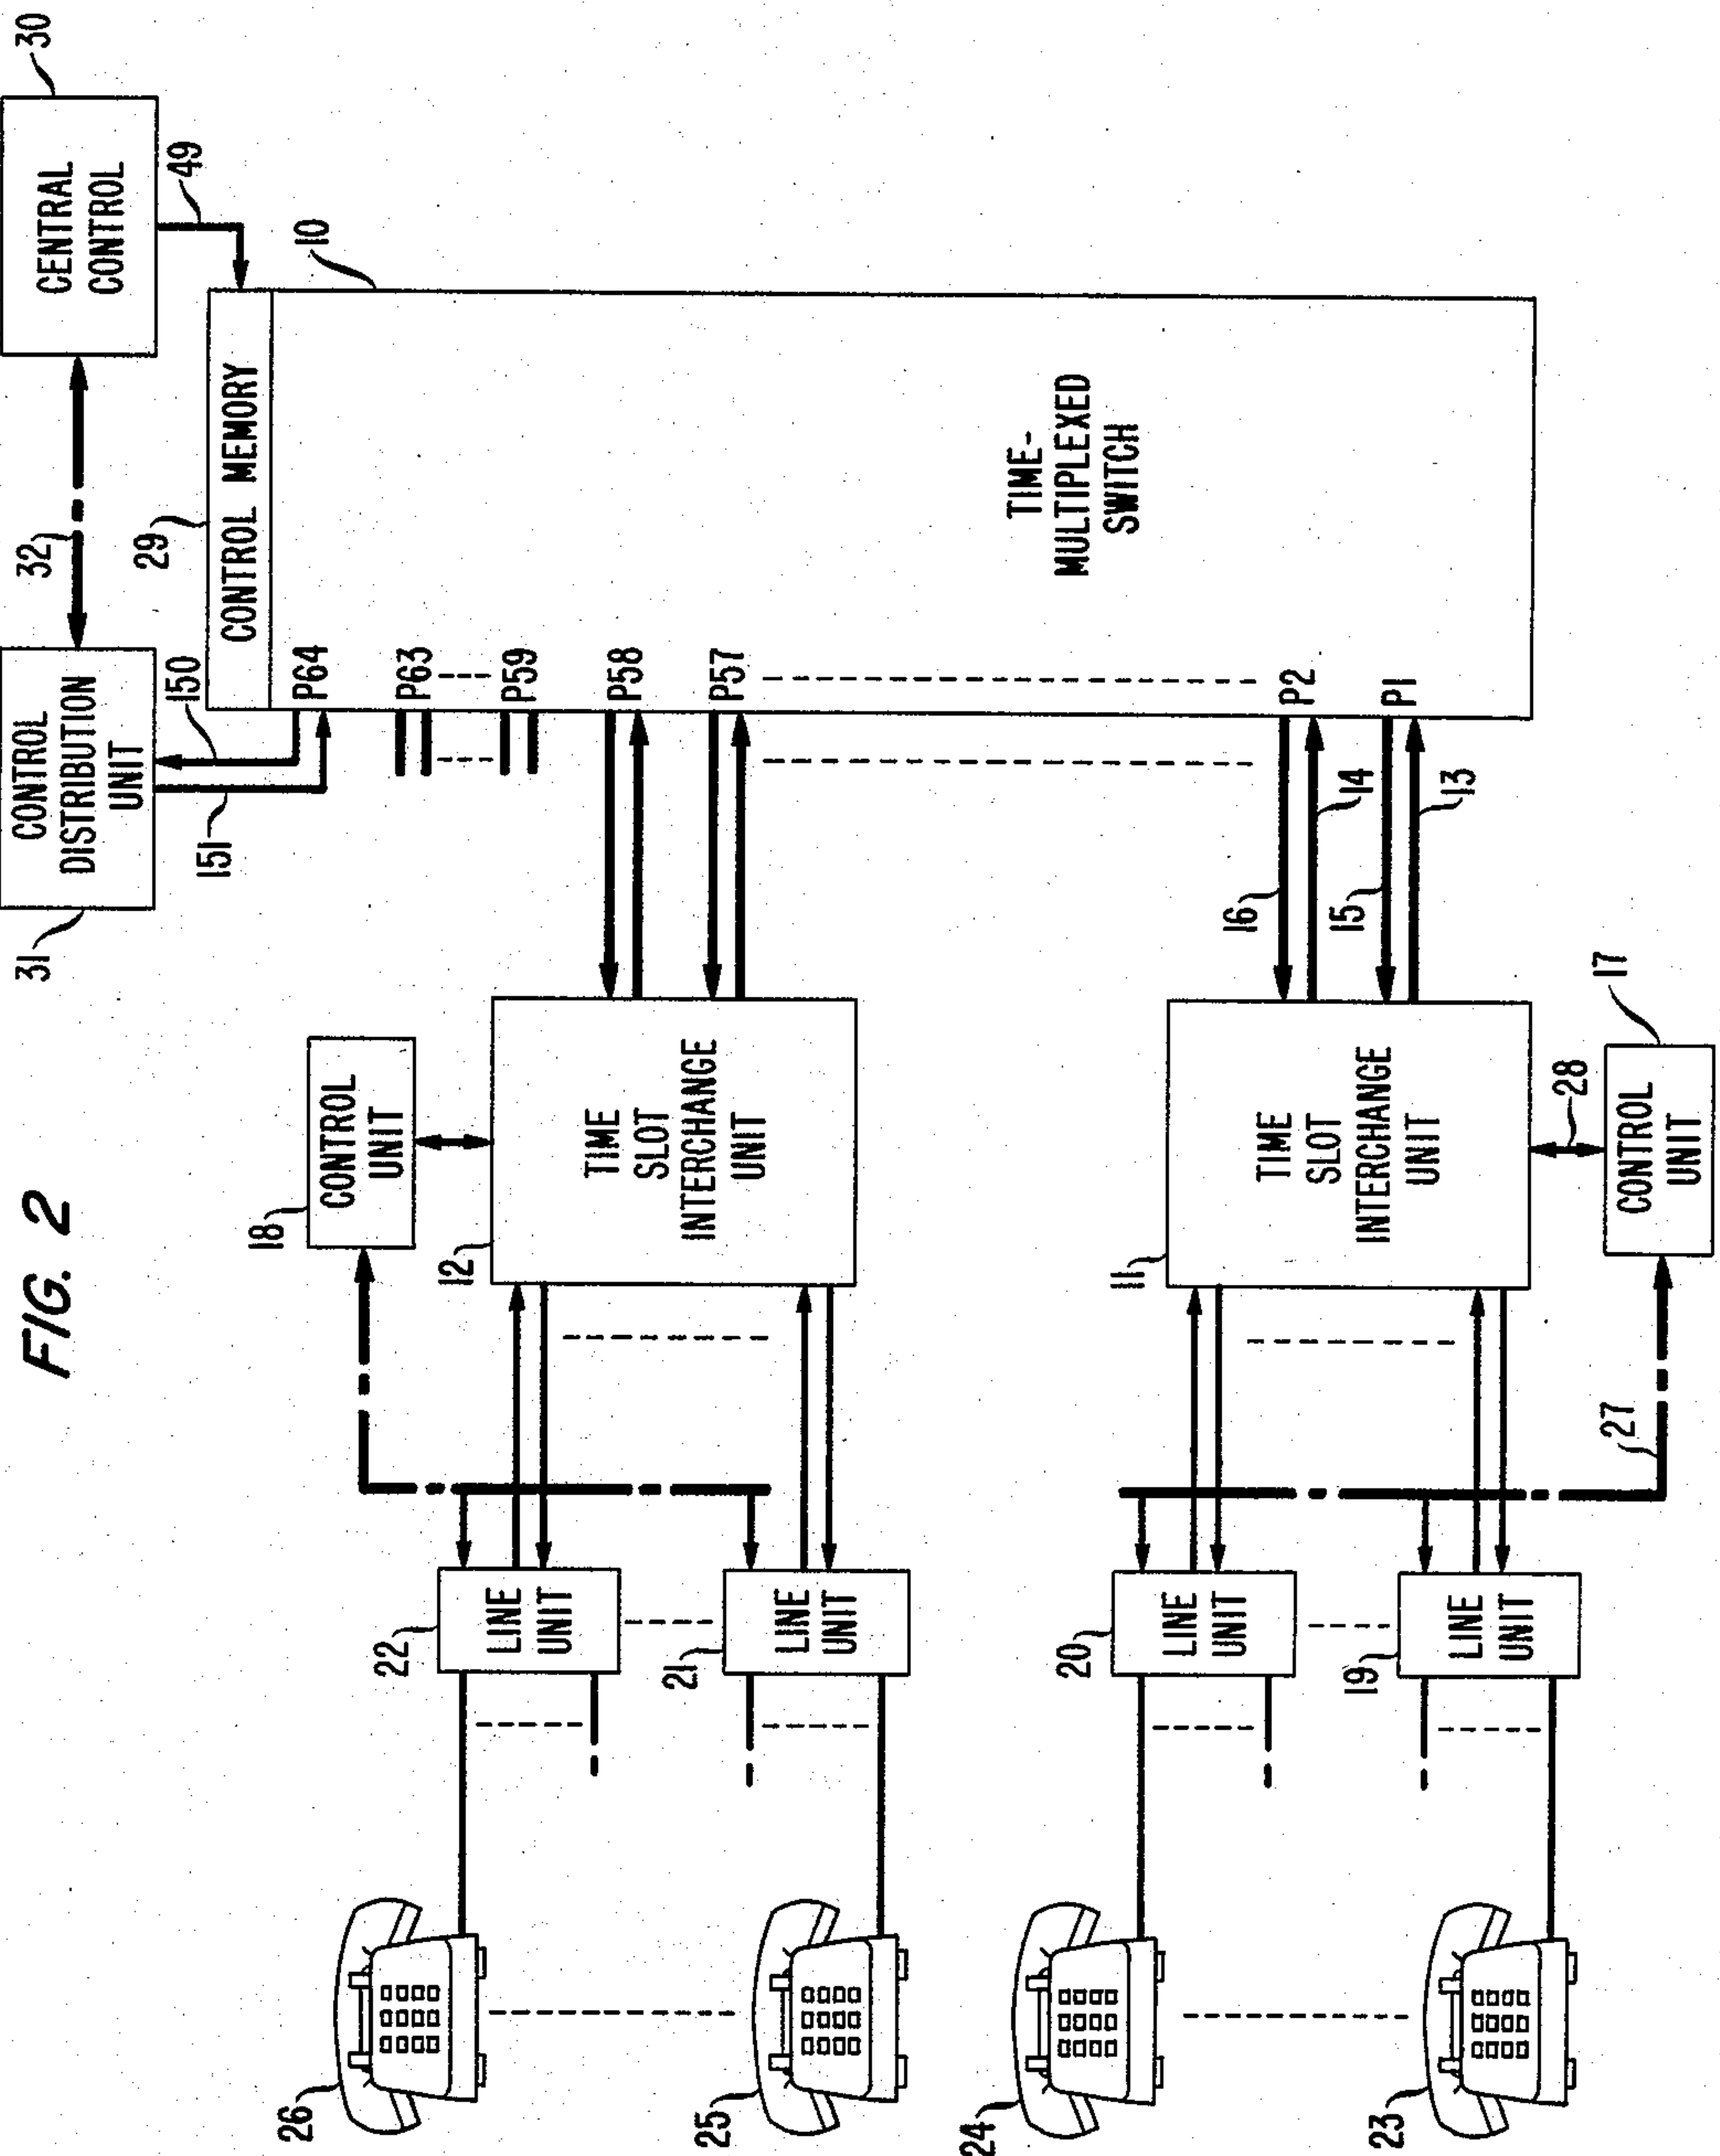 FIG. 2
26
25
24
23
22
LINE
UNIT
21
LINE
UNIT
20
LINE
UNIT
19
LINE
UNIT
27
18
CONTROL
UNIT
12
TIME
SLOT
INTERCHANGE
UNIT
11
TIME
SLOT
INTERCHANGE
UNIT
28
17
CONTROL
UNIT
31
CONTROL
DISTRIBUTION
UNIT
151
150
32
30
CENTRAL
CONTROL
49
29
CONTROL MEMORY
10
P64
P63
P59
P58
P57
P2
P1
16
14
15
13
TIME-
MULTIPLEXED
SWITCH